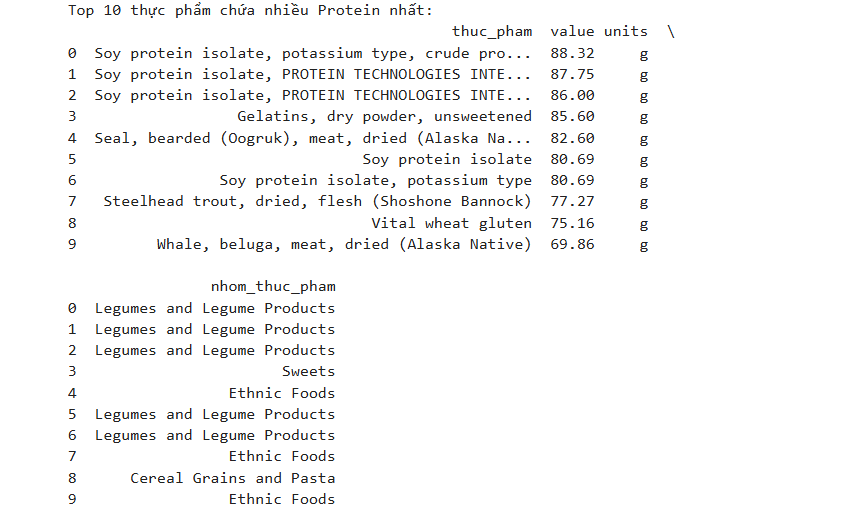 Top 10 thực phẩm chứa nhiều Protein nhất:
thuc_pham value units \
0 Soy protein isolate, potassium type, crude pro... 88.32 g
1 Soy protein isolate, PROTEIN TECHNOLOGIES INTE... 87.75 g
2 Soy protein isolate, PROTEIN TECHNOLOGIES INTE... 86.00 g
3 Gelatins, dry powder, unsweetened 85.60 g
4 Seal, bearded (Oogruk), meat, dried (Alaska Na... 82.60 g
5 Soy protein isolate 80.69 g
6 Soy protein isolate, potassium type 80.69 g
7 Steelhead trout, dried, flesh (Shoshone Bannock) 77.27 g
8 Vital wheat gluten 75.16 g
9 Whale, beluga, meat, dried (Alaska Native) 69.86 g
nhom_thuc_pham
0 Legumes and Legume Products
1 Legumes and Legume Products
2 Legumes and Legume Products
3 Sweets
4 Ethnic Foods
5 Legumes and Legume Products
6 Legumes and Legume Products
7 Ethnic Foods
8 Cereal Grains and Pasta
9 Ethnic Foods